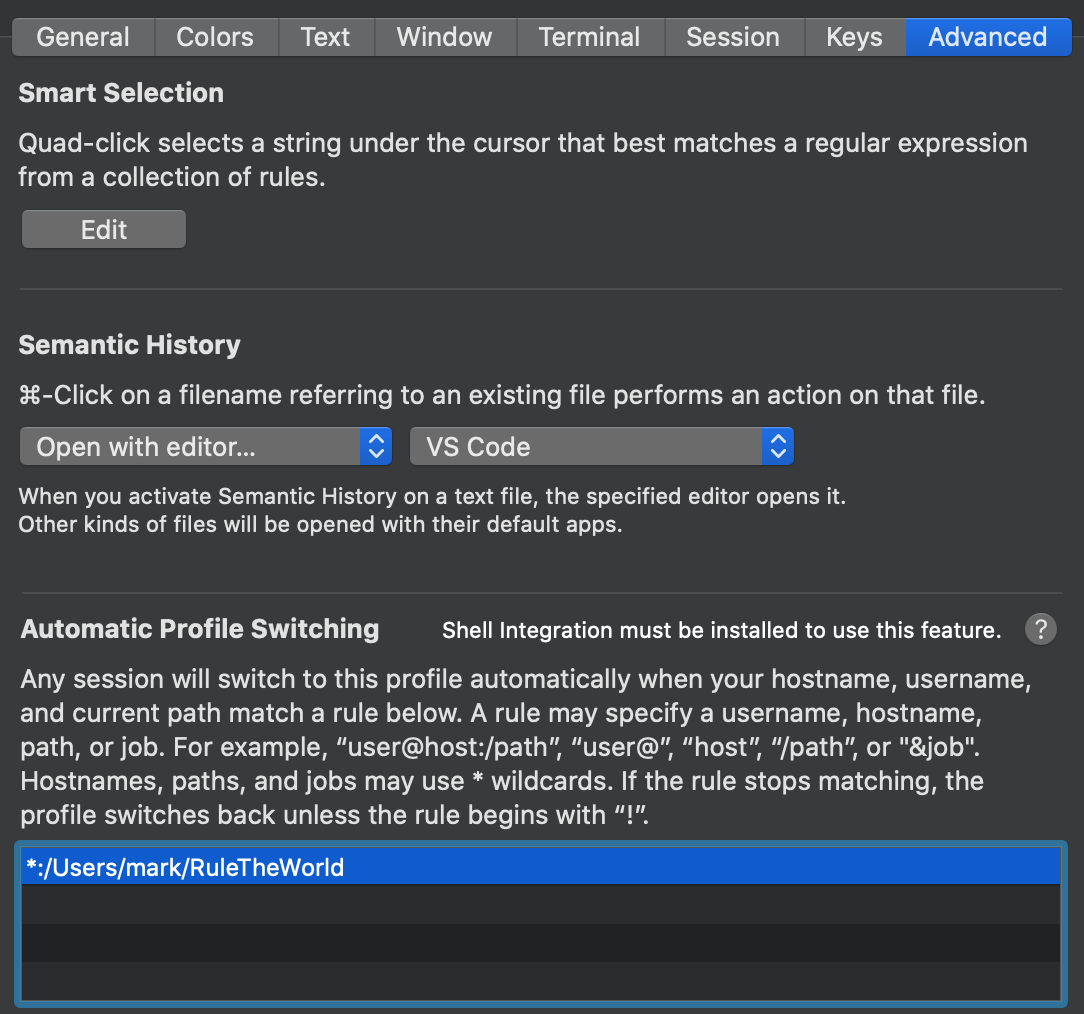 General Colors Text Window Terminal Session Keys Advanced
Smart Selection
Quad-click selects a string under the cursor that best matches a regular expression
from a collection of rules.
Edit
Semantic History
⌘-Click on a filename referring to an existing file performs an action on that file.
Open with editor... VS Code
When you activate Semantic History on a text file, the specified editor opens it.
Other kinds of files will be opened with their default apps.
Automatic Profile Switching Shell Integration must be installed to use this feature. ?
Any session will switch to this profile automatically when your hostname, username,
and current path match a rule below. A rule may specify a username, hostname,
path, or job. For example, “user@host:/path”, “user@”, “host”, “/path”, or "&job".
Hostnames, paths, and jobs may use * wildcards. If the rule stops matching, the
profile switches back unless the rule begins with “!”.
*:/Users/mark/RuleTheWorld